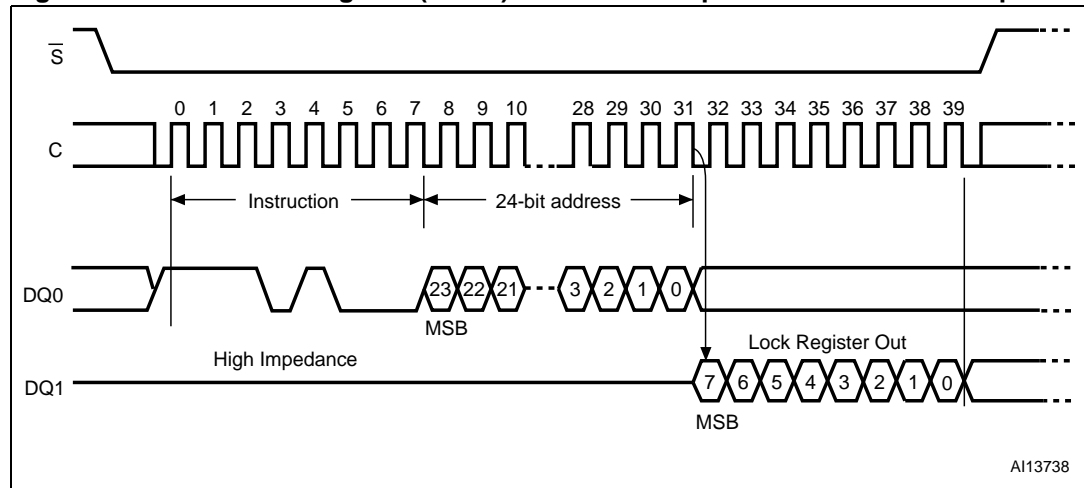 S
0 1 2 3 4 5 6 7 8 9 10 28 29 30 31 32 33 34 35 36 37 38 39
C
Instruction 24-bit address
DQ0 23 22 21 3 2 1 0
MSB
Lock Register Out
High Impedance
DQ1 7 6 5 4 3 2 1 0
MSB
AI13738